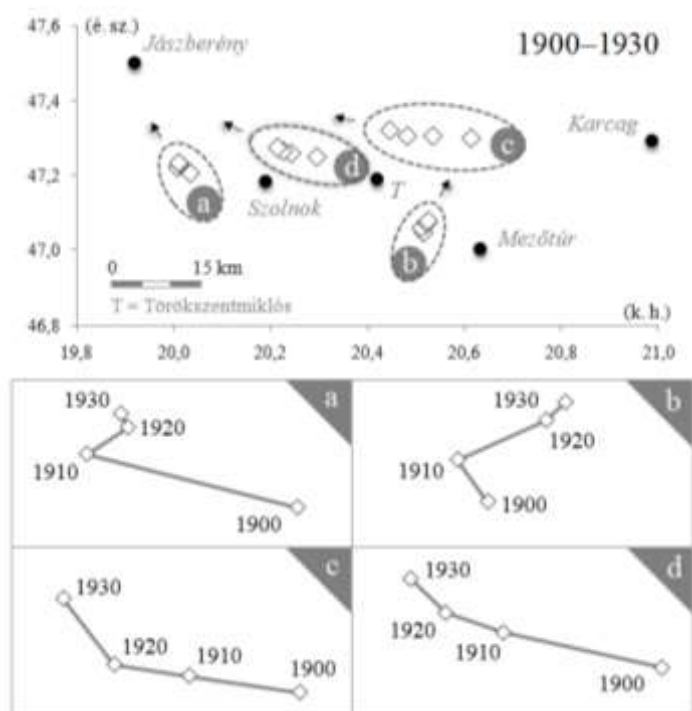 47,6
(é. sz.)
Jászberény
1900–1930
47,4
Karcag
c
d
47,2
T
a
Szolnok
47,0
b
Mezőtúr
0 15 km
T = Törökszentmiklós
(k. h.)
46,8
19,8 20,0 20,2 20,4 20,6 20,8 21,0
a
1930
1920
1910
1900
b
1930
1920
1910
1900
c
1930
1920
1910
1900
d
1930
1920
1910
1900